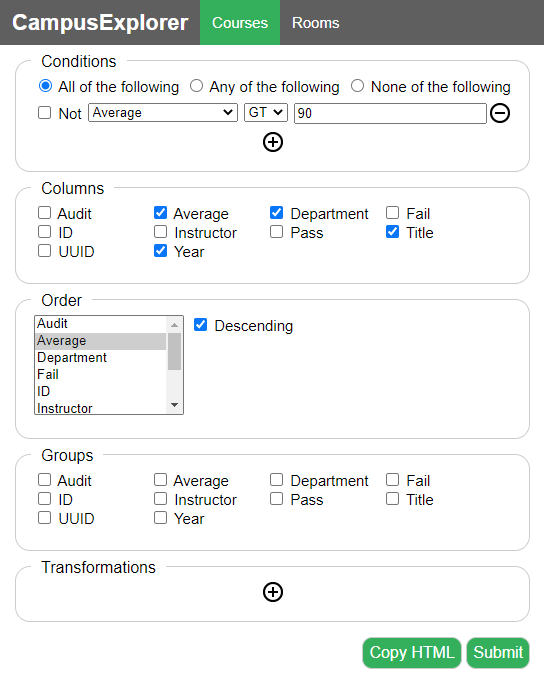 CampusExplorer Courses Rooms
Conditions
All of the following Any of the following None of the following
Not Average GT 90
Columns
Audit Average Department Fail
ID Instructor Pass Title
UUID Year
Order
Audit
Average
Department
Fail
ID
Instructor
Descending
Groups
Audit Average Department Fail
ID Instructor Pass Title
UUID Year
Transformations
Copy HTML Submit